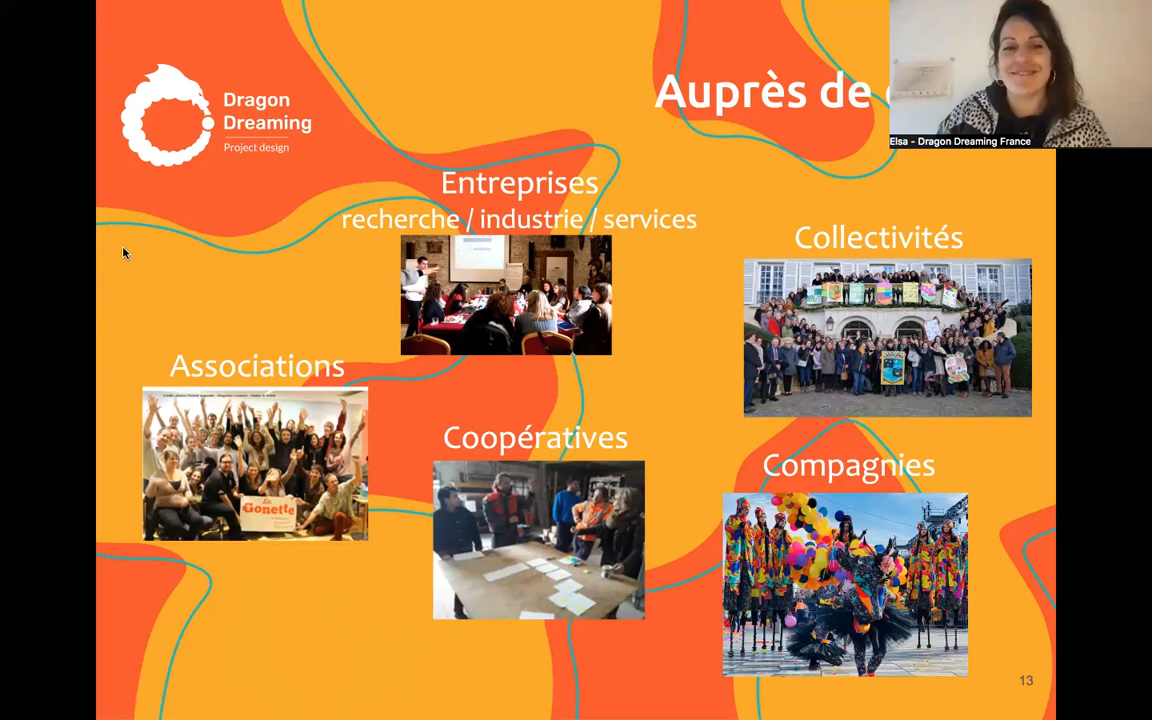 Dragon
Dreaming
Project design
Auprès de
Elsa - Dragon Dreaming France
Entreprises
recherche / industrie / services
Collectivités
Associations
La
Gonette
Coopératives
Compagnies
13